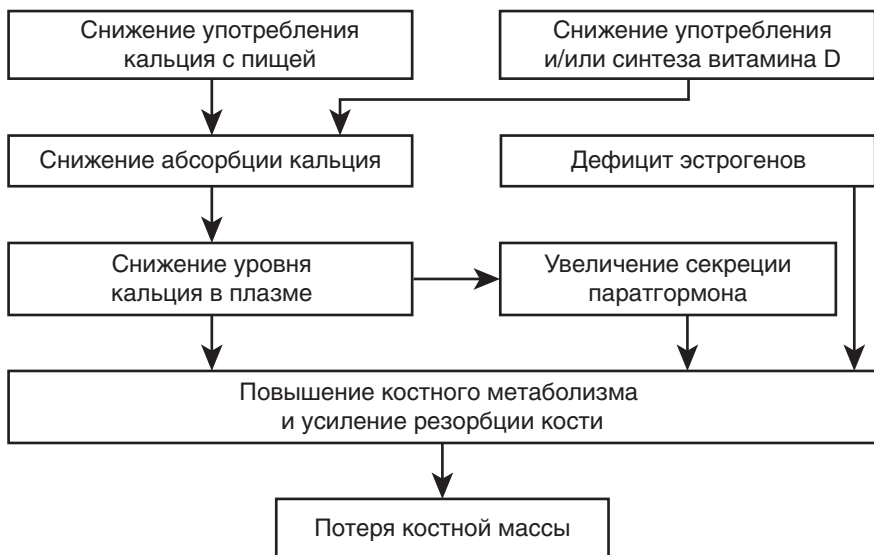 Снижение употребления
кальция с пищей
Снижение употребления
и/или синтеза витамина D
Снижение абсорбции кальция
Дефицит эстрогенов
Снижение уровня
кальция в плазме
Увеличение секреции
паратгормона
Повышение костного метаболизма
и усиление резорбции кости
Потеря костной массы